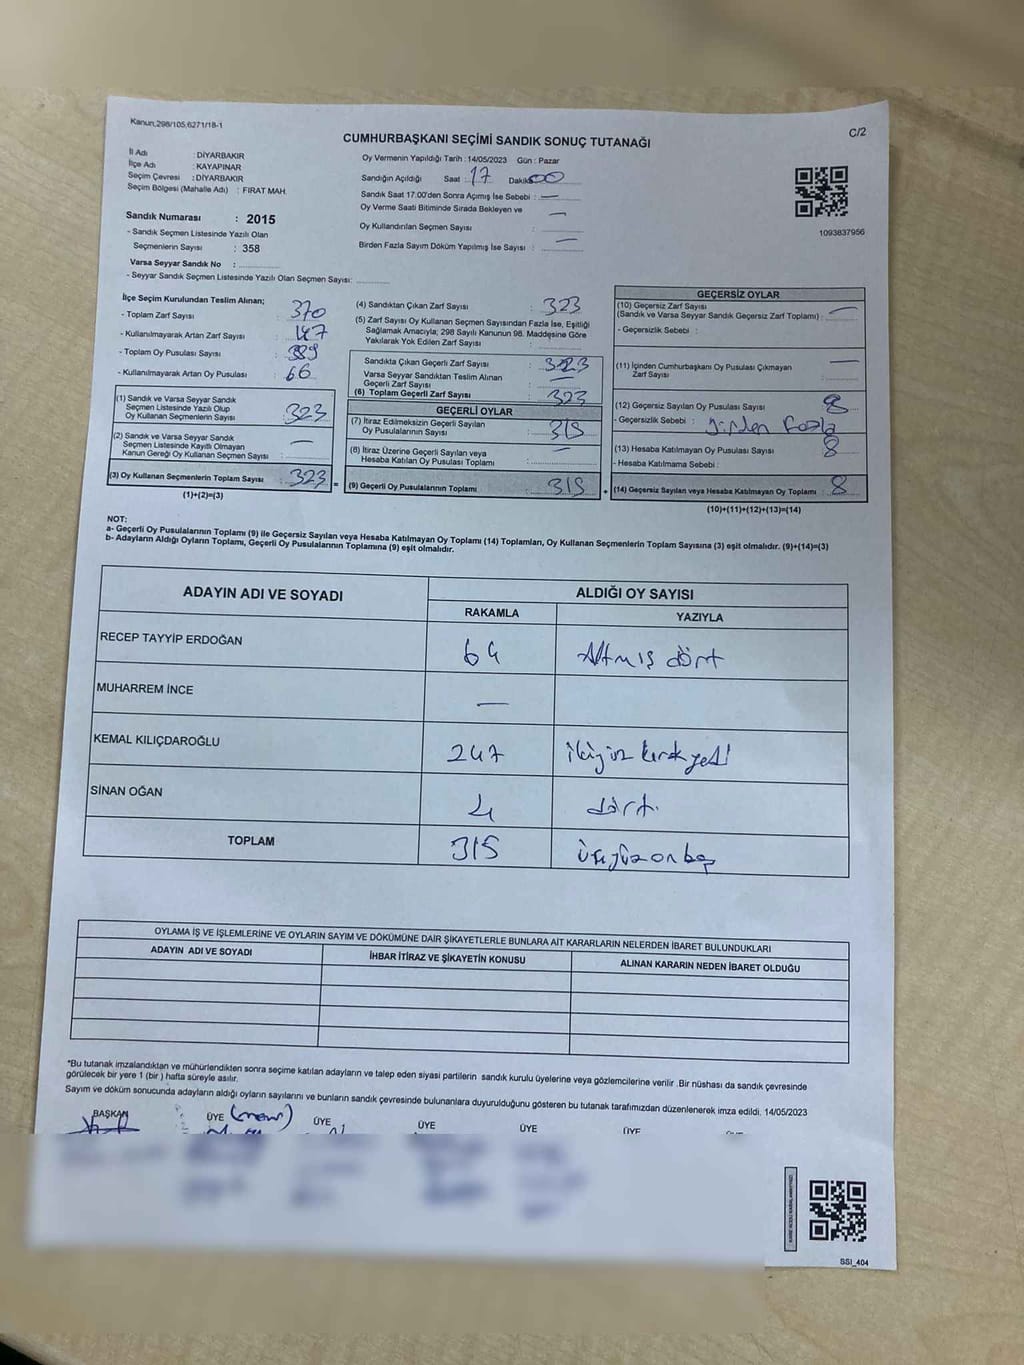 Kanun,298/105,6271/18-1
C/2
CUMHURBAŞKANI SEÇİMİ SANDIK SONUÇ TUTANAĞI
İl Adı : DİYARBAKIR
İlçe Adı : KAYAPINAR
Seçim Çevresi : DİYARBAKIR
Seçim Bölgesi (Mahalle Adı) : FIRAT MAH.
Sandık Numarası : 2015
- Sandık Seçmen Listesinde Yazılı Olan
Seçmenlerin Sayısı : 358
Varsa Seyyar Sandık No :
- Seyyar Sandık Seçmen Listesinde Yazılı Olan Seçmen Sayısı:
Oy Vermenin Yapıldığı Tarih : 14/05/2023 Gün : Pazar
Sandığın Açıldığı Saat : 17 Dakika 00
Sandık Saat 17:00'den Sonra Açımış İse Sebebi : —
Oy Verme Saati Bitiminde Sırada Bekleyen ve —
Oy Kullandırılan Seçmen Sayısı :
Birden Fazla Sayım Döküm Yapılmış İse Sayısı : —
1093837956
İlçe Seçim Kurulundan Teslim Alınan;
- Toplam Zarf Sayısı : 370
- Kullanılmayarak Artan Zarf Sayısı :
- Toplam Oy Pusulası Sayısı : 389
- Kullanılmayarak Artan Oy Pusulası : 66
(1) Sandık ve Varsa Seyyar Sandık
Seçmen Listesinde Yazılı Olup
Oy Kullanan Seçmenlerin Sayısı : 323
(2) Sandık ve Varsa Seyyar Sandık
Seçmen Listesinde Kayıtlı Olmayan
Kanun Gereği Oy Kullanan Seçmen Sayısı : —
(3) Oy Kullanan Seçmenlerin Toplam Sayısı : 323
(1)+(2)=(3)
(4) Sandıktan Çıkan Zarf Sayısı : 323
(5) Zarf Sayısı Oy Kullanan Seçmen Sayısından Fazla İse, Eşitliği
Sağlamak Amacıyla; 298 Sayılı Kanunun 98. Maddesine Göre
Yakılarak Yok Edilen Zarf Sayısı :
Sandıkta Çıkan Geçerli Zarf Sayısı : 323
Varsa Seyyar Sandıktan Teslim Alınan
Geçerli Zarf Sayısı : —
(6) Toplam Geçerli Zarf Sayısı : 323
GEÇERLİ OYLAR
(7) İtiraz Edilmeksizin Geçerli Sayılan
Oy Pusulalarının Sayısı : 315
(8) İtiraz Üzerine Geçerli Sayılan veya —
Hesaba Katılan Oy Pusulası Toplamı :
= (9) Geçerli Oy Pusulalarının Toplamı : 315
GEÇERSİZ OYLAR
(10) Geçersiz Zarf Sayısı
(Sandık ve Varsa Seyyar Sandık Geçersiz Zarf Toplamı) : —
- Geçersizlik Sebebi :
(11) İçinden Cumhurbaşkanı Oy Pusulası Çıkmayan —
Zarf Sayısı :
(12) Geçersiz Sayılan Oy Pusulası Sayısı : 8
- Geçersizlik Sebebi : birden fazla
(13) Hesaba Katılmayan Oy Pusulası Sayısı : 8
- Hesaba Katılmama Sebebi :
+ (14) Geçersiz Sayılan veya Hesaba Katılmayan Oy Toplamı : 8
(10)+(11)+(12)+(13)=(14)
NOT:
a- Geçerli Oy Pusulalarının Toplamı (9) ile Geçersiz Sayılan veya Hesaba Katılmayan Oy Toplamı (14) Toplamları, Oy Kullanan Seçmenlerin Toplam Sayısına (3) eşit olmalıdır. (9)+(14)=(3)
b- Adayların Aldığı Oyların Toplamı, Geçerli Oy Pusulalarının Toplamına (9) eşit olmalıdır.
ADAYIN ADI VE SOYADI ALDIĞI OY SAYISI
RAKAMLA YAZIYLA
RECEP TAYYİP ERDOĞAN 64 Altmış dört
MUHARREM İNCE —
KEMAL KILIÇDAROĞLU 247 ikiyüz kırk yedi
SİNAN OĞAN 4 dört.
TOPLAM 315 üçyüz on beş
OYLAMA İŞ VE İŞLEMLERİNE VE OYLARIN SAYIM VE DÖKÜMÜNE DAİR ŞİKAYETLERLE BUNLARA AİT KARARLARIN NELERDEN İBARET BULUNDUKLARI
ADAYIN ADI VE SOYADI İHBAR İTİRAZ VE ŞİKAYETİN KONUSU ALINAN KARARIN NEDEN İBARET OLDUĞU
*Bu tutanak imzalandıktan ve mühürlendikten sonra seçime katılan adayların ve talep eden siyasi partilerin sandık kurulu üyelerine veya gözlemcilerine verilir .Bir nüshası da sandık çevresinde
görülecek bir yere 1 (bir ) hafta süreyle asılır.
Sayım ve döküm sonucunda adayların aldığı oyların sayılarını ve bunların sandık çevresinde bulunanlara duyurulduğunu gösteren bu tutanak tarafımızdan düzenlenerek imza edildi. 14/05/2023
BAŞKAN ÜYE (memur) ÜYE ÜYE ÜYE ÜYE
SSI_404